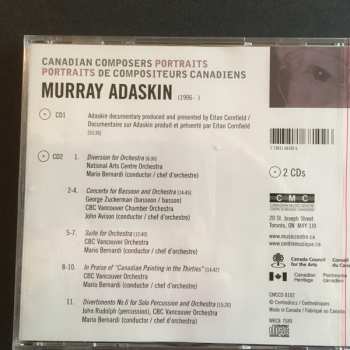 CANADIAN COMPOSERS PORTRAITS
PORTRAITS DE COMPOSITEURS CANADIENS
MURRAY ADASKIN (1906- )
CD1 Adaskin documentary produced and presented by Eitan Cornfield /
Documentaire sur Adaskin produit et présenté par Eitan Cornfield
CD2 1. Diversion for Orchestra
National Arts Centre Orchestra
Mario Bernardi (conductor / chef d'orchestre)
2-4. Concerto for Bassoon and Orchestra
George Zuckerman (bassoon / basson)
CBC Vancouver Chamber Orchestra
John Avison (conductor / chef d'orchestre)
5-7. Suite for Orchestra
CBC Vancouver Orchestra
Mario Bernardi (conductor / chef d'orchestre)
8-10. In Praise of "Canadian Painting in the Thirties"
CBC Vancouver Orchestra
Mario Bernardi (conductor / chef d'orchestre)
11. Divertimento No.6 for Solo Percussion and Orchestra
John Rudolph (percussion), CBC Vancouver Orchestra
Mario Bernardi (conductor / chef d'orchestre)
2 CDs
CMC
20 St. Joseph Street
Toronto, ON M4Y 1J9
www.musiccentre.ca
www.centremusique.ca
Canada Council
for the Arts
Conseil d
du Canada
Canadian
Heritage
Patrimoine
canadien
CMCCD 8102
© Centrediscs / Centredisques
Made in Canada / Fabriqué au Canada